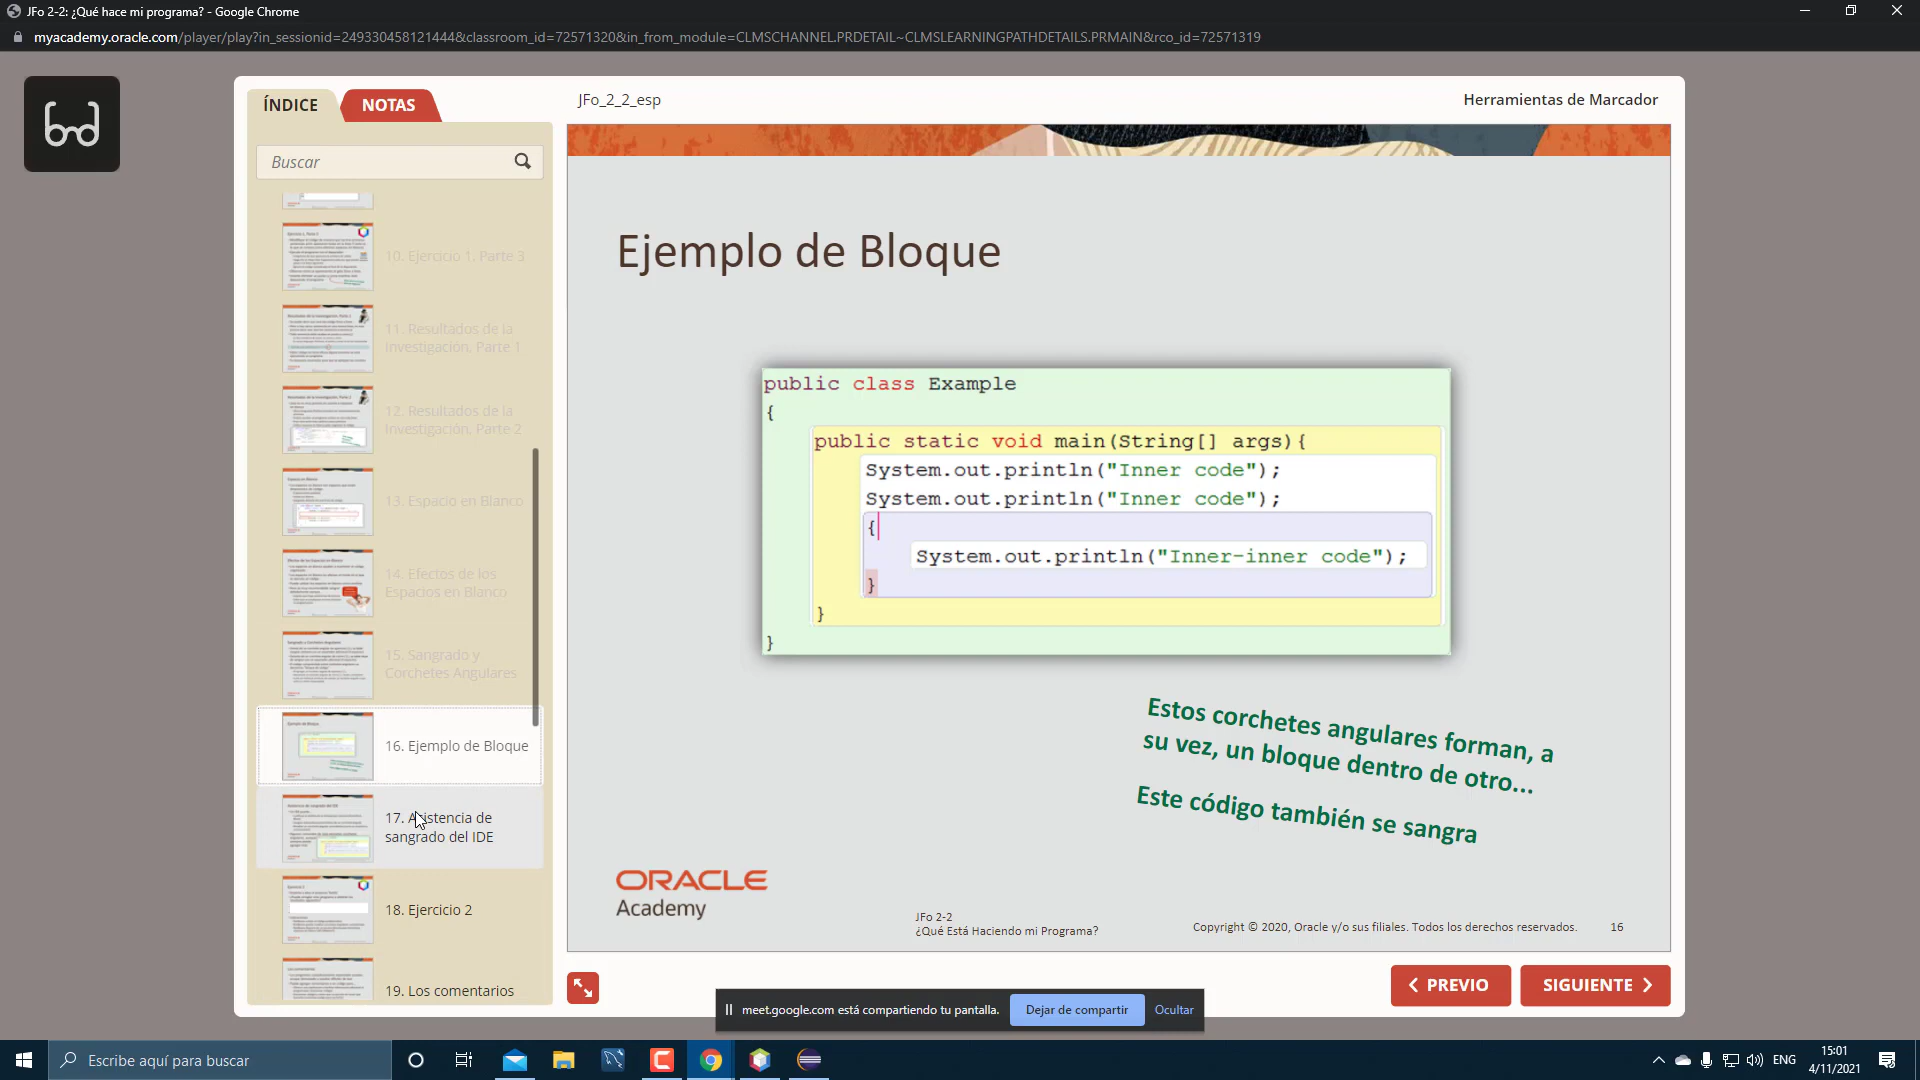 JFo 2-2: ¿Qué hace mi programa? - Google Chrome
myacademy.oracle.com/player/play?in_sessionid=249330458121444&classroom_id=72571320&in_from_module=CLMSCHANNEL.PRDETAIL~CLMSLEARNINGPATHDETAILS.PRMAIN&rco_id=72571319
ÍNDICE
NOTAS
JFo_2_2_esp
Herramientas de Marcador
Buscar
10. Ejercicio 1, Parte 3
11. Resultados de la
Investigación, Parte 1
12. Resultados de la
Investigación, Parte 2
13. Espacio en Blanco
14. Efectos de los
Espacios en Blanco
15. Sangrado y
Corchetes Angulares
16. Ejemplo de Bloque
17. Asistencia de
sangrado del IDE
18. Ejercicio 2
19. Los comentarios
Ejemplo de Bloque
public class Example
{
public static void main(String[] args){
System.out.println("Inner code");
System.out.println("Inner code");
{
System.out.println("Inner-inner code");
}
}
}
Estos corchetes angulares forman, a
su vez, un bloque dentro de otro...
Este código también se sangra
ORACLE
Academy
JFo 2-2
¿Qué Está Haciendo mi Programa?
Copyright © 2020, Oracle y/o sus filiales. Todos los derechos reservados.
16
PREVIO
SIGUIENTE
meet.google.com está compartiendo tu pantalla.
Dejar de compartir
Ocultar
Escribe aquí para buscar
ENG
15:01
4/11/2021